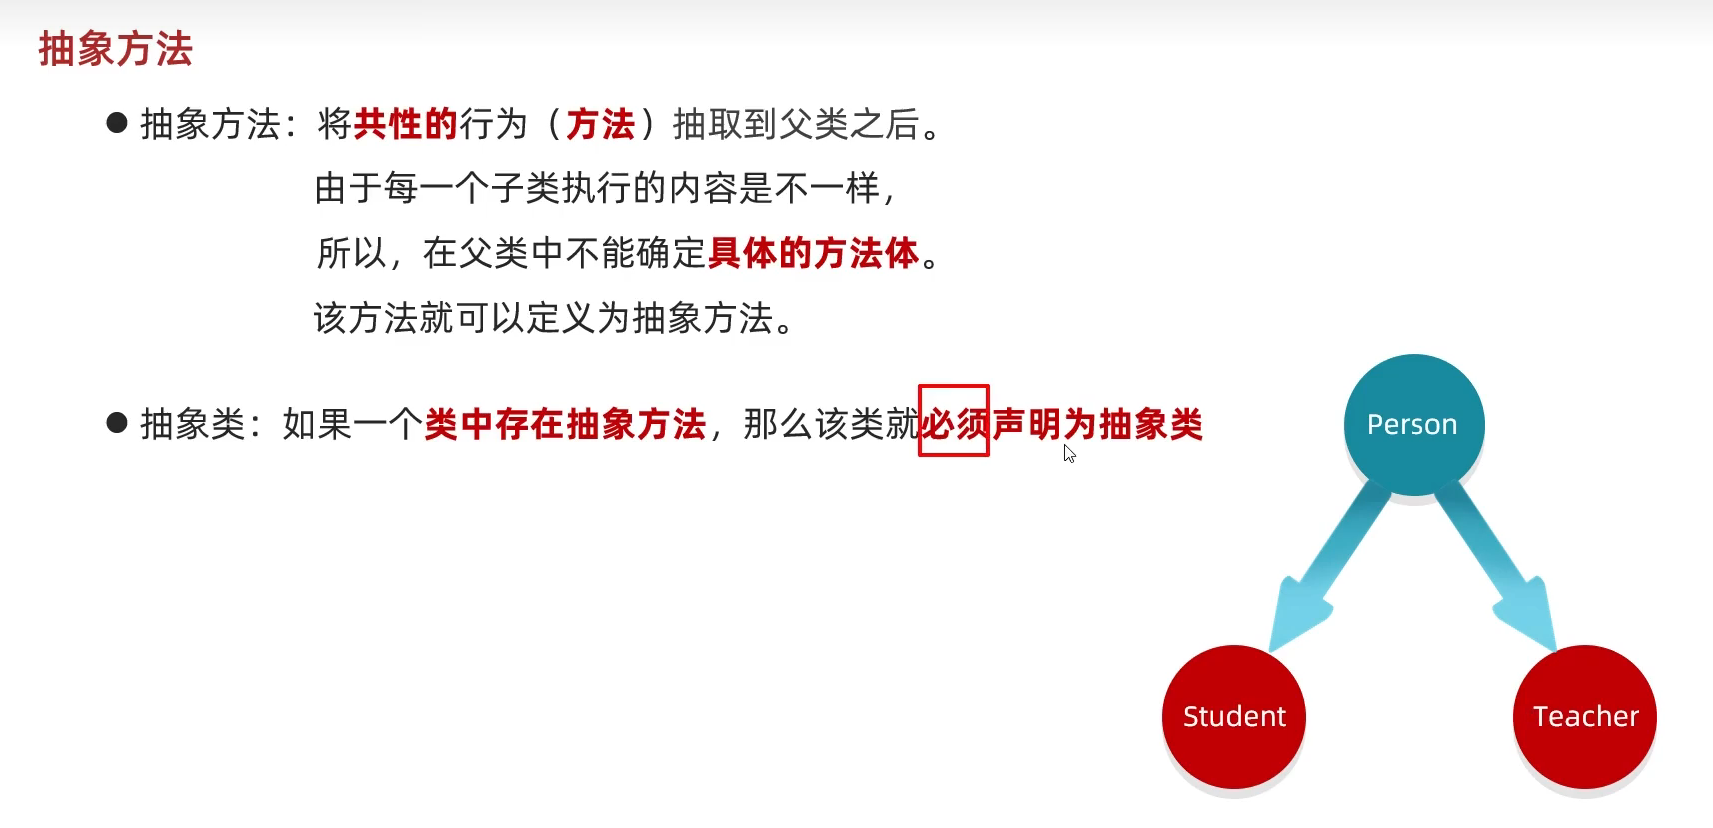 抽象方法
● 抽象方法：将共性的行为（方法）抽取到父类之后。
由于每一个子类执行的内容是不一样，
所以，在父类中不能确定具体的方法体。
该方法就可以定义为抽象方法。
● 抽象类：如果一个类中存在抽象方法，那么该类就必须声明为抽象类
Person
Student
Teacher